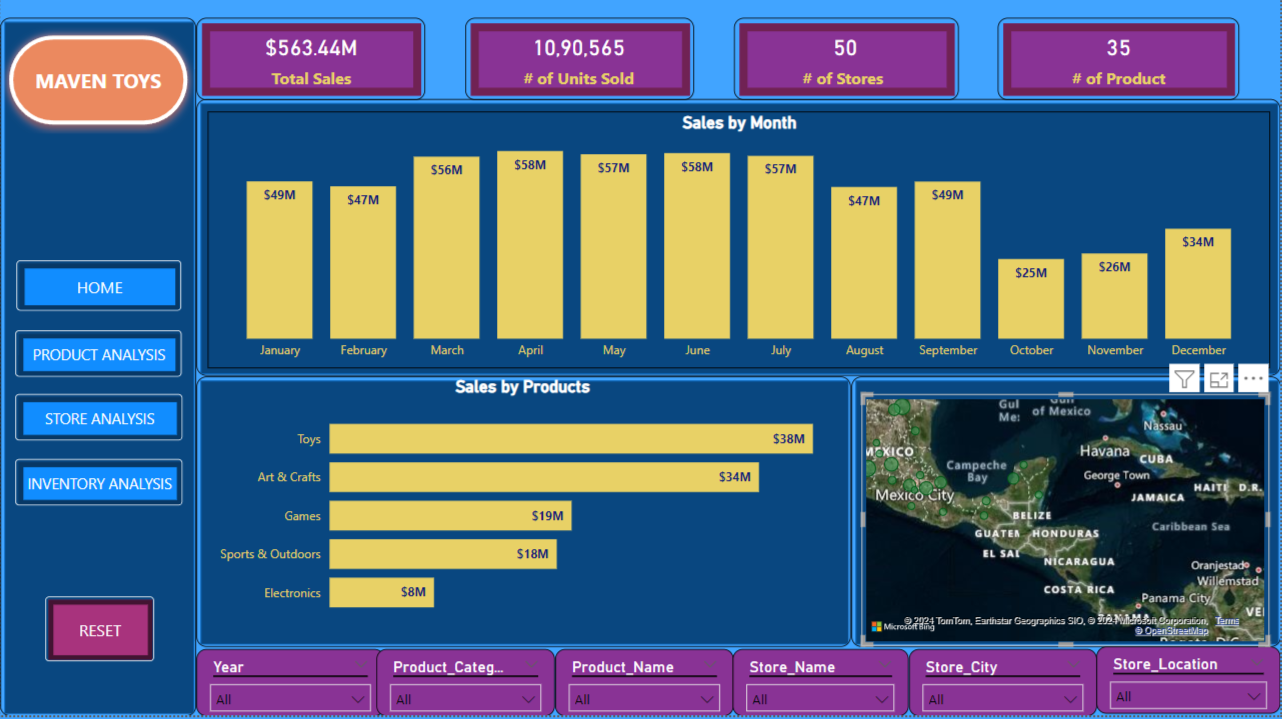 MAVEN TOYS
$563.44M
Total Sales
10,90,565
# of Units Sold
50
# of Stores
35
# of Product
HOME
PRODUCT ANALYSIS
STORE ANALYSIS
INVENTORY ANALYSIS
RESET
Sales by Month
$49M
$47M
$56M
$58M
$57M
$58M
$57M
$47M
$49M
$25M
$26M
$34M
January
February
March
April
May
June
July
August
September
October
November
December
Sales by Products
Toys
$38M
Art & Crafts
$34M
Games
$19M
Sports & Outdoors
$18M
Electronics
$8M
Gulf
of Mexico
Nassau
Havana
CUBA
MEXICO
Campeche
Bay
George Town
HAITI
D.R.
Mexico City
JAMAICA
BELIZE
Caribbean Sea
GUATEM
HONDURAS
EL SAL
NICARAGUA
Oranjestad
Willemstad
COSTA RICA
Panama City
PANAMA
VE
© 2024 TomTom, Earthstar Geographics SIO, © 2024 Microsoft Corporation, Terms
Microsoft Bing
© OpenStreetMap
Year
All
Product_Categ...
All
Product_Name
All
Store_Name
All
Store_City
All
Store_Location
All